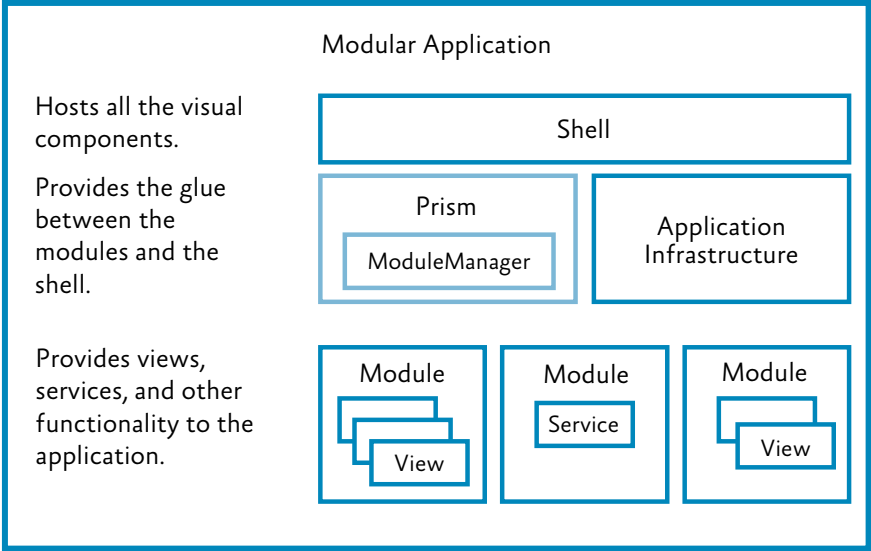 Modular Application
Hosts all the visual
components.
Shell
Provides the glue
between the
modules and the
shell.
Prism
ModuleManager
Application
Infrastructure
Provides views,
services, and other
functionality to the
application.
Module
View
Module
Service
Module
View